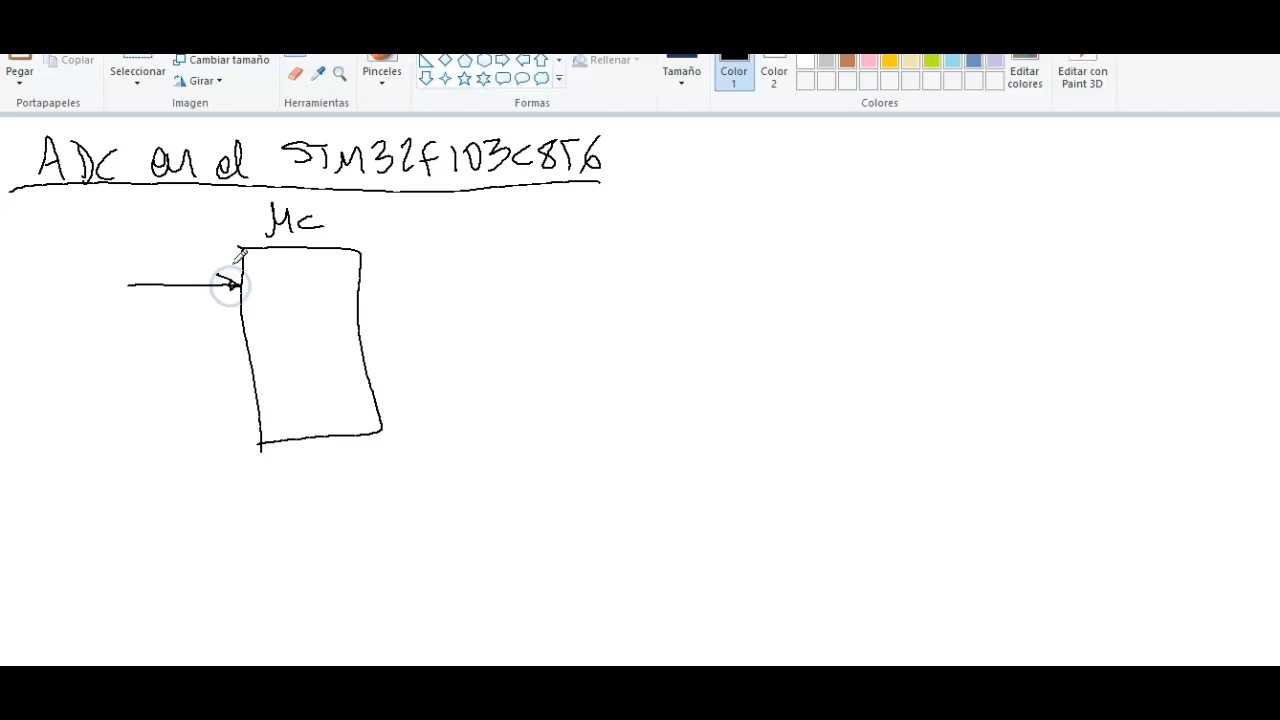 Pegar
Copiar
Portapapeles
Seleccionar
Cambiar tamaño
Girar
Imagen
Herramientas
Pinceles
Formas
Rellenar
Tamaño
Color 1
Color 2
Colores
Editar colores
Editar con Paint 3D
ADC en el STM32F103C8T6
μc